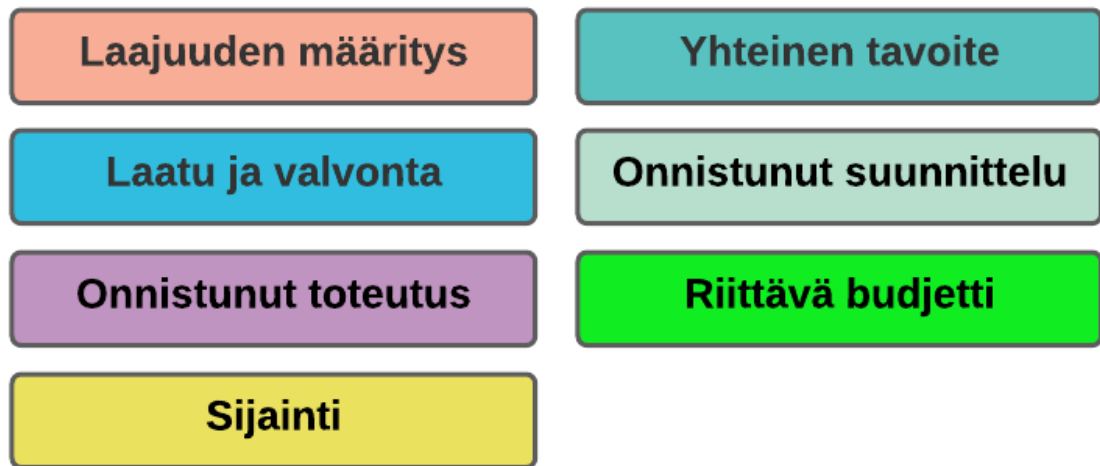 Laajuuden määritys
Yhteinen tavoite
Laatu ja valvonta
Onnistunut suunnittelu
Onnistunut toteutus
Riittävä budjetti
Sijainti